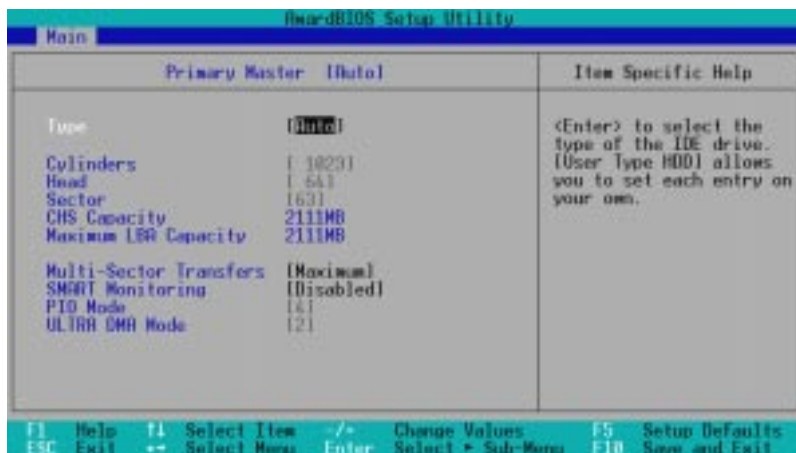 AwardBIOS Setup Utility
Main
Primary Master [Auto]
Item Specific Help
Type [Auto]
<Enter> to select the
type of the IDE drive.
[User Type HDD] allows
you to set each entry on
your own.
Cylinders [ 1023]
Head [ 64]
Sector [63]
CHS Capacity 2111MB
Maximum LBA Capacity 2111MB
Multi-Sector Transfers [Maximum]
SMART Monitoring [Disabled]
PIO Mode [4]
ULTRA DMA Mode [2]
F1 Help ↑↓ Select Item -/+ Change Values F5 Setup Defaults
ESC Exit ←→ Select Menu Enter Select ► Sub-Menu F10 Save and Exit